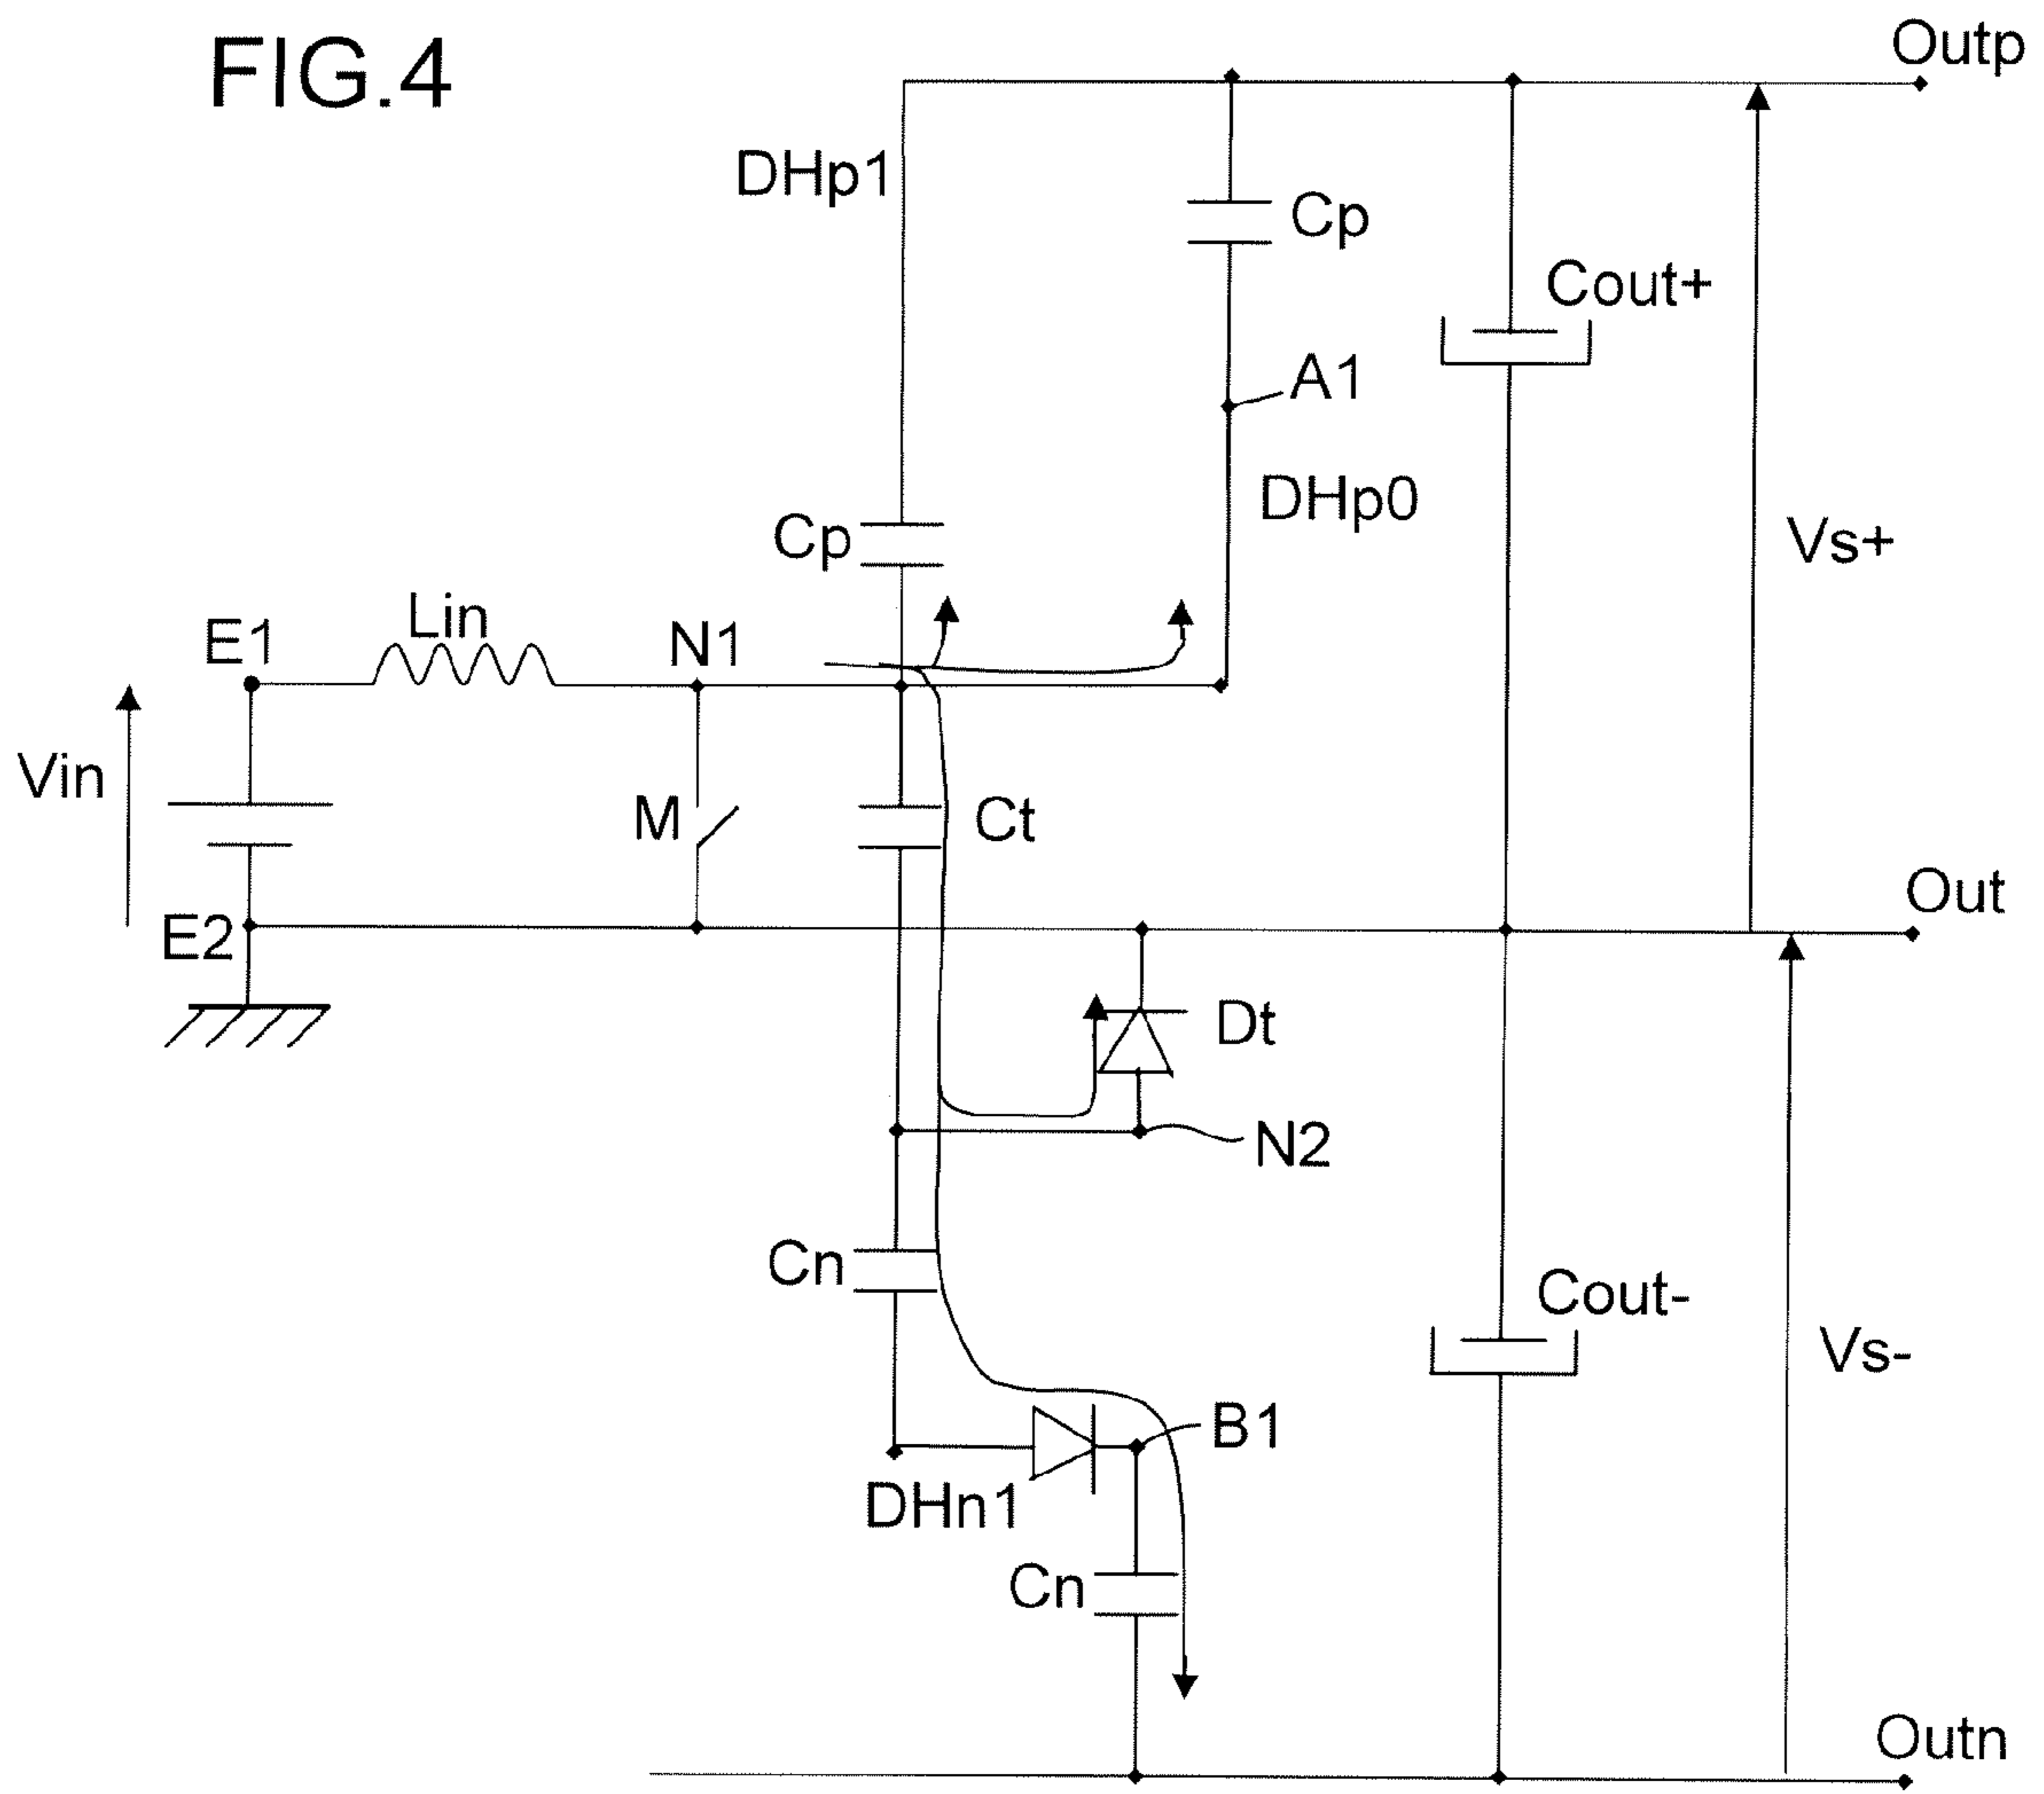 FIG.4
Outp
DHp1
Cp
Cout+
A1
DHp0
Cp
Vs+
Lin
E1
N1
Vin
M
Ct
Out
E2
Dt
N2
Cn
Cout-
Vs-
B1
DHn1
Cn
Outn